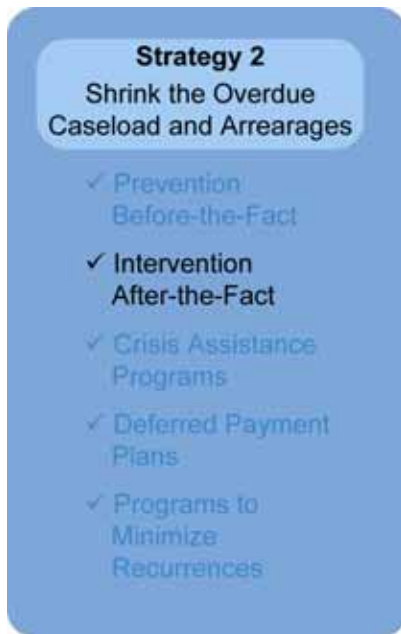 Strategy 2
Shrink the Overdue
Caseload and Arrearages
✓ Prevention
Before-the-Fact
✓ Intervention
After-the-Fact
✓ Crisis Assistance
Programs
✓ Deferred Payment
Plans
✓ Programs to
Minimize
Recurrences